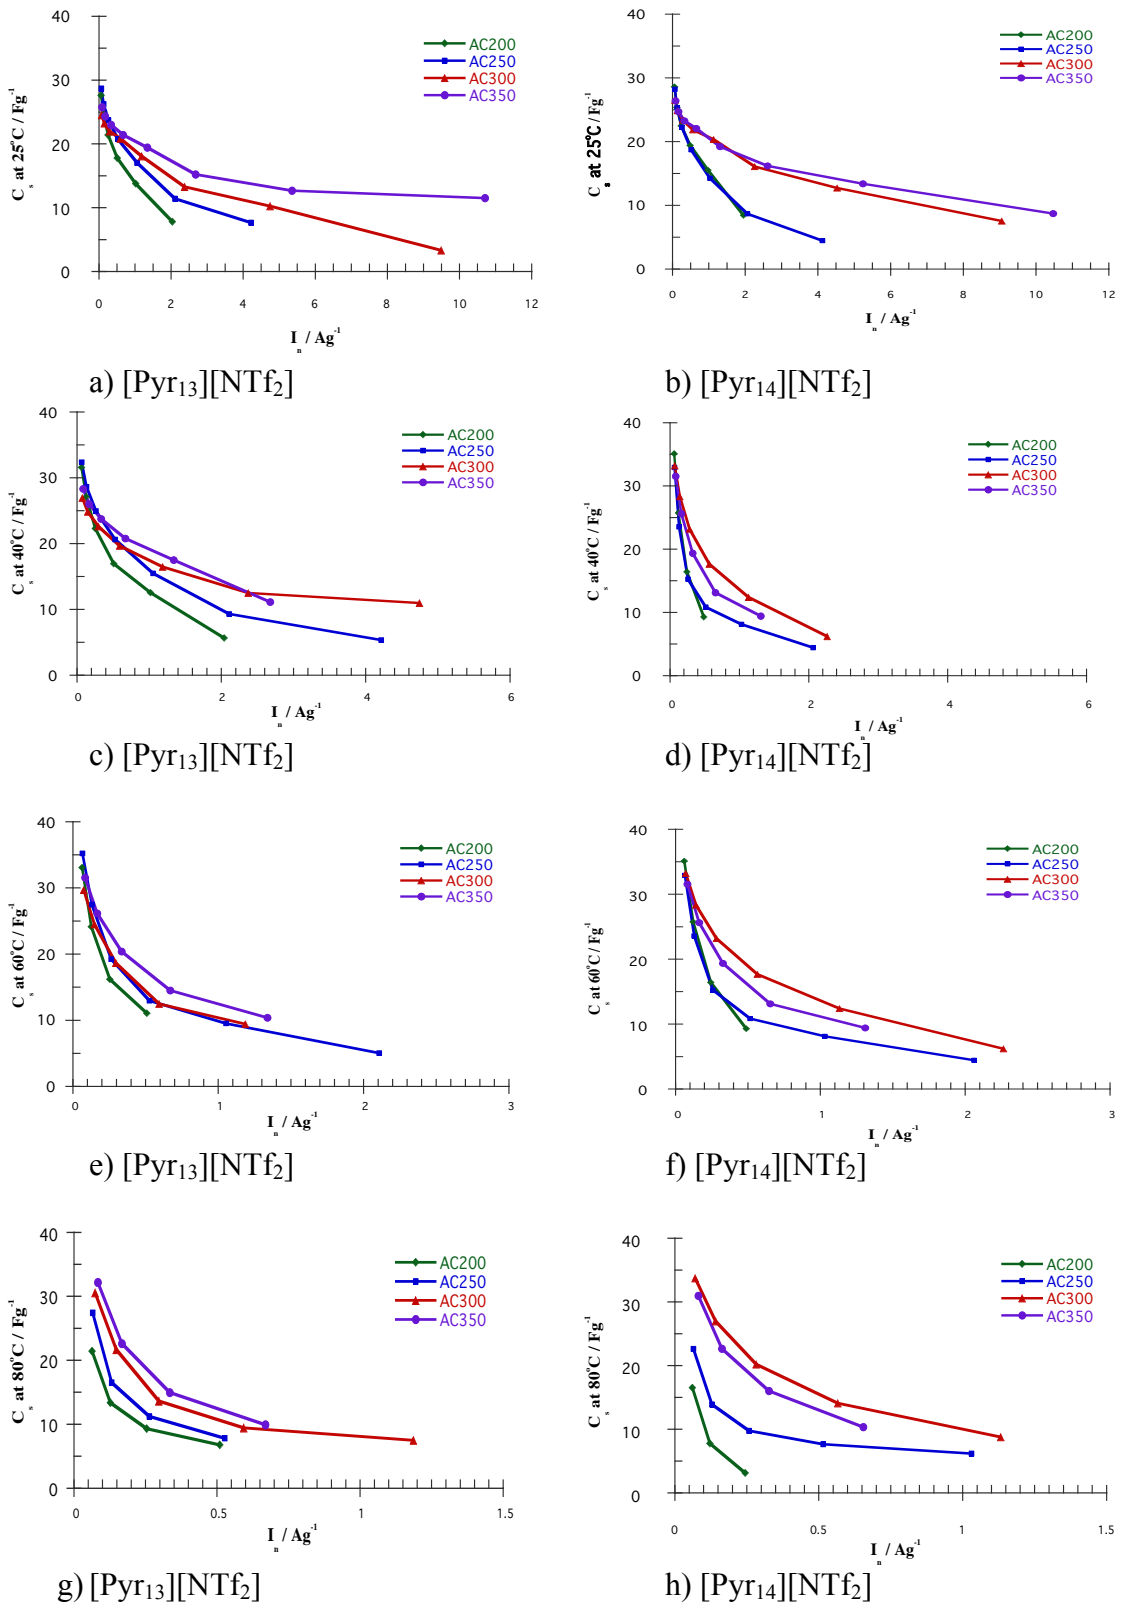 40
30
20
10
0
C s at 25°C / Fg-1
AC200
AC250
AC300
AC350
0 2 4 6 8 10 12
I n / Ag-1
a) [Pyr13][NTf2]
40
30
20
10
0
C s at 25°C / Fg-1
AC200
AC250
AC300
AC350
0 2 4 6 8 10 12
I n / Ag-1
b) [Pyr14][NTf2]
40
30
20
10
0
C s at 40°C / Fg-1
AC200
AC250
AC300
AC350
0 2 4 6
I n / Ag-1
c) [Pyr13][NTf2]
40
30
20
10
0
C s at 40°C / Fg-1
AC200
AC250
AC300
AC350
0 2 4 6
I n / Ag-1
d) [Pyr14][NTf2]
40
30
20
10
0
C s at 60°C / Fg-1
AC200
AC250
AC300
AC350
0 1 2 3
I n / Ag-1
e) [Pyr13][NTf2]
40
30
20
10
0
C s at 60°C / Fg-1
AC200
AC250
AC300
AC350
0 1 2 3
I n / Ag-1
f) [Pyr14][NTf2]
40
30
20
10
0
C s at 80°C / Fg-1
AC200
AC250
AC300
AC350
0 0.5 1 1.5
I n / Ag-1
g) [Pyr13][NTf2]
40
30
20
10
0
C s at 80°C / Fg-1
AC200
AC250
AC300
AC350
0 0.5 1 1.5
I n / Ag-1
h) [Pyr14][NTf2]